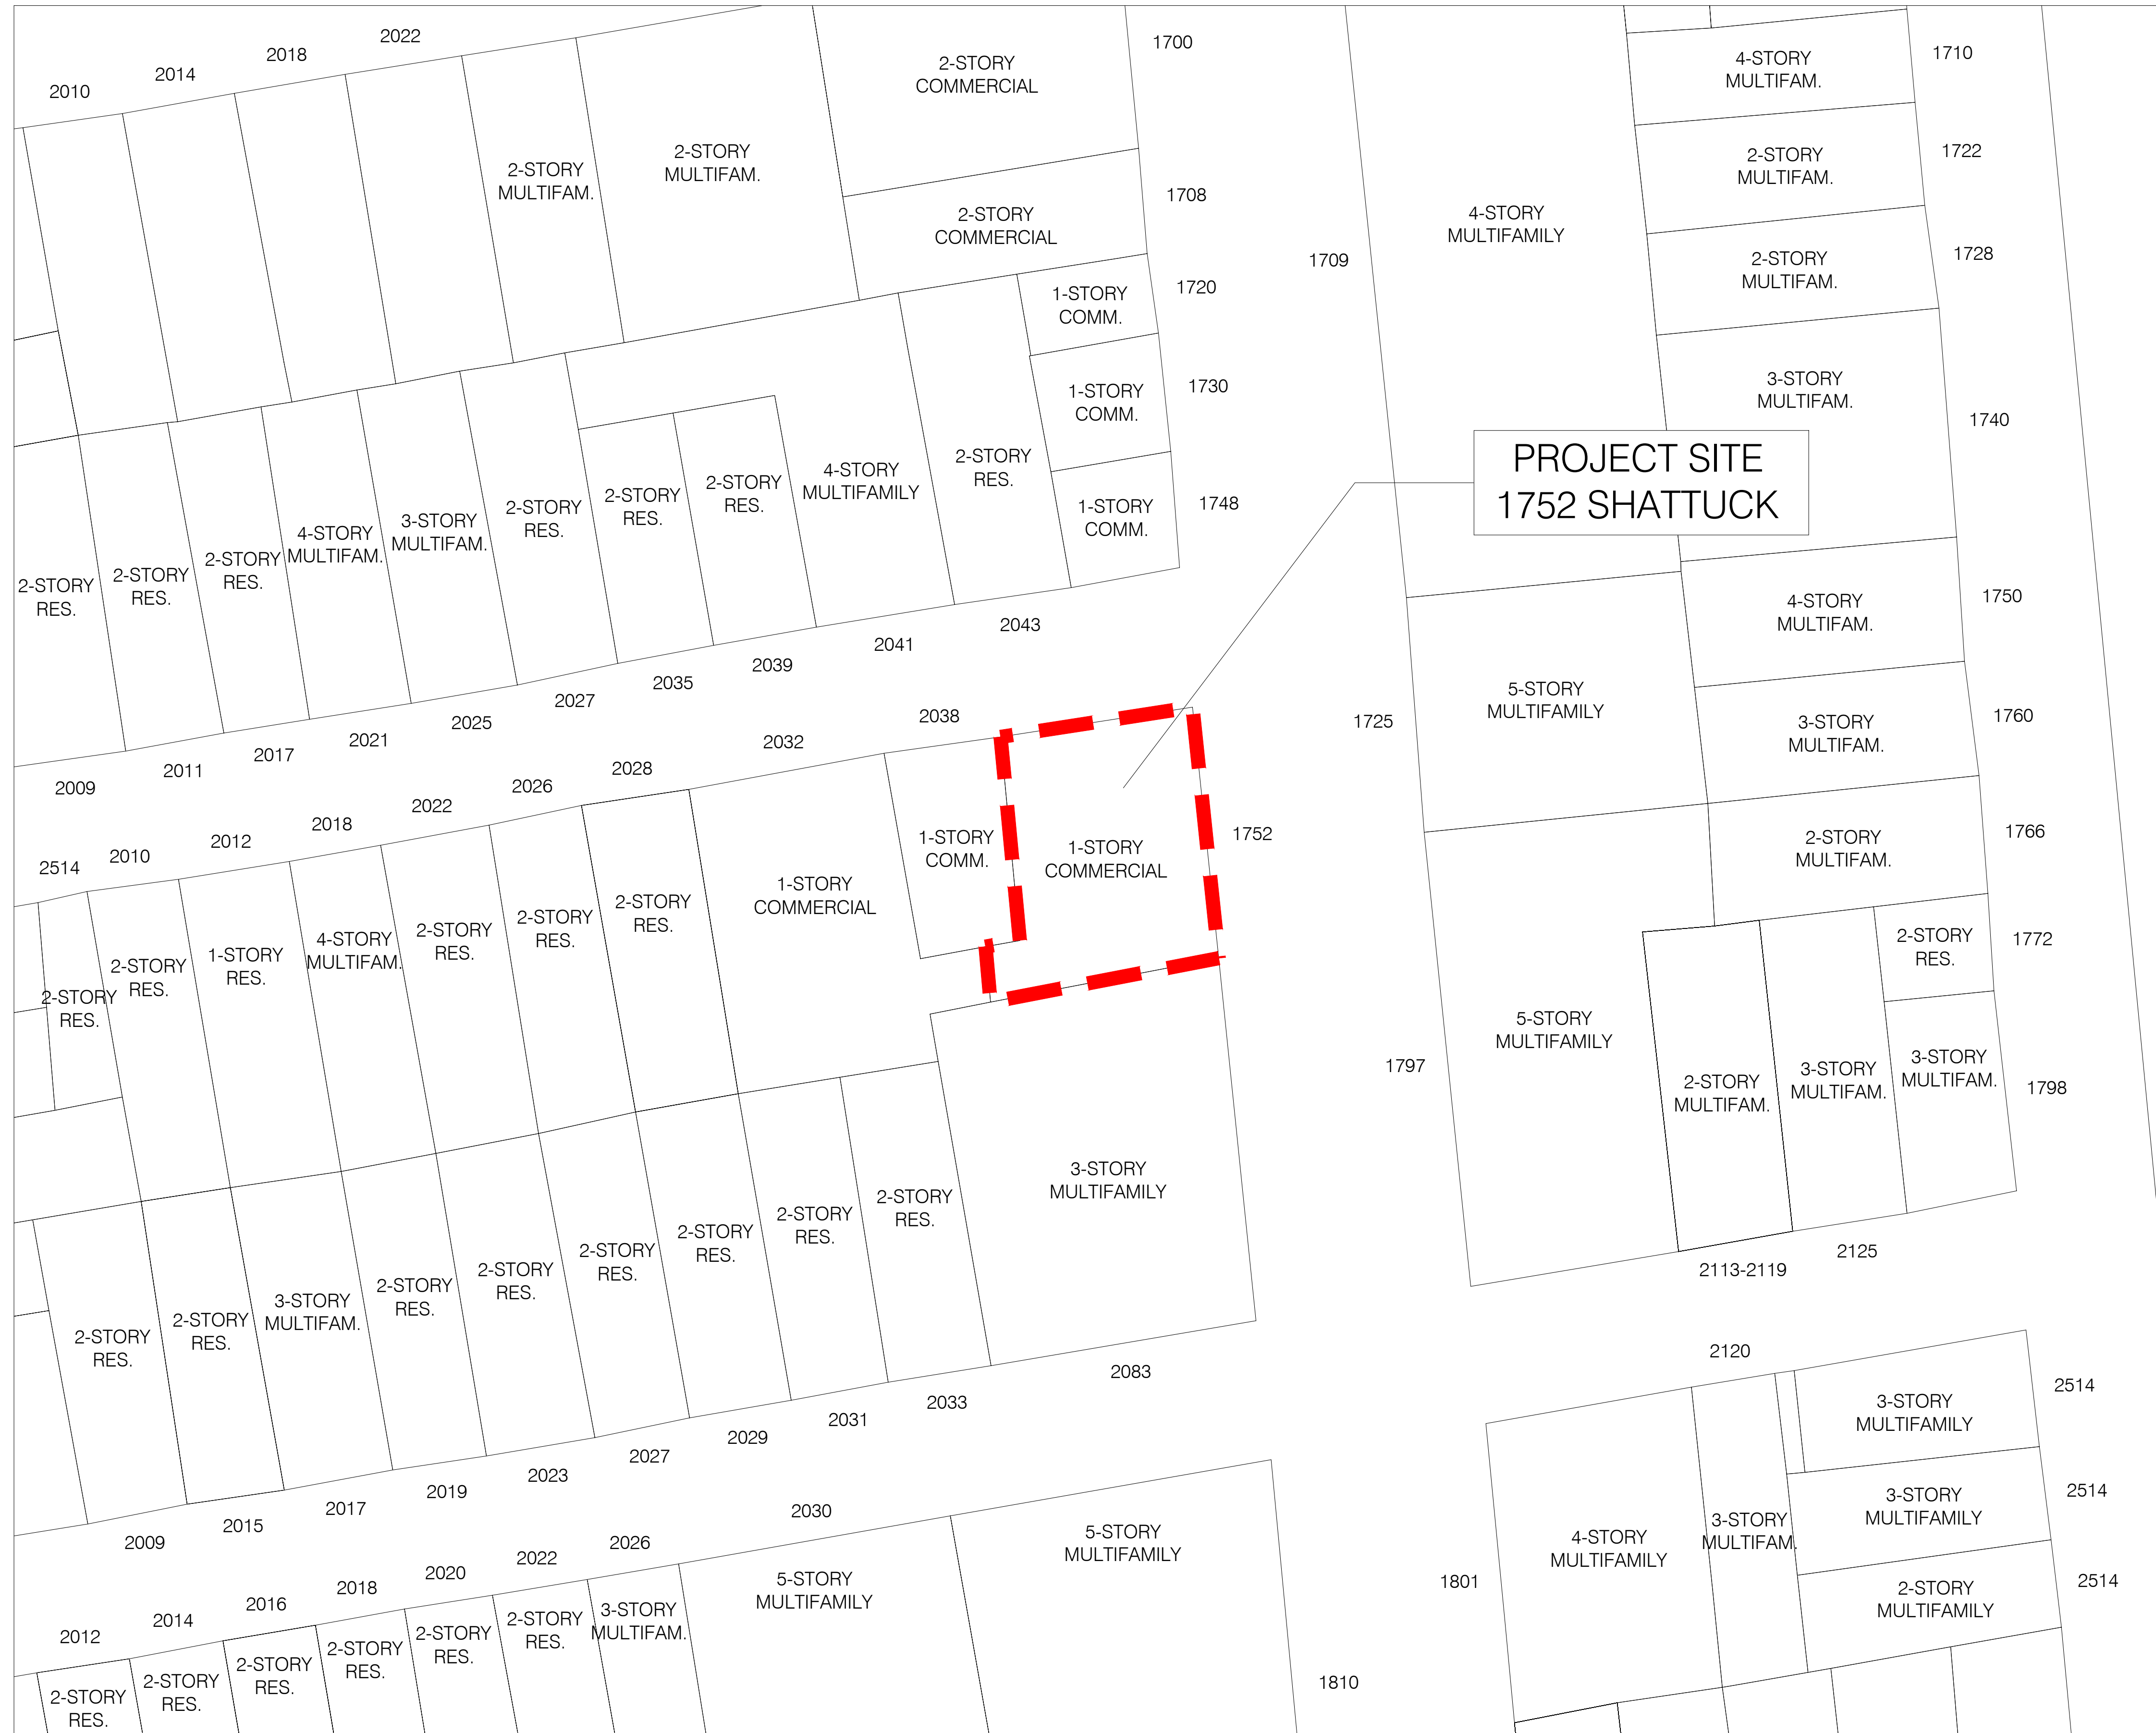 2010
2014
2018
2022
2-STORY
MULTIFAM.
2-STORY
MULTIFAM.
2-STORY
COMMERCIAL
1700
2-STORY
COMMERCIAL
1708
1-STORY
COMM.
1720
1-STORY
COMM.
1730
1-STORY
COMM.
1748
2-STORY
RES.
2-STORY
RES.
2-STORY
RES.
4-STORY
MULTIFAM.
3-STORY
MULTIFAM.
2-STORY
RES.
2-STORY
RES.
2-STORY
RES.
4-STORY
MULTIFAMILY
2-STORY
RES.
2009
2011
2017
2021
2025
2027
2035
2039
2041
2043
1709
4-STORY
MULTIFAMILY
4-STORY
MULTIFAM.
1710
2-STORY
MULTIFAM.
1722
2-STORY
MULTIFAM.
1728
3-STORY
MULTIFAM.
1740
PROJECT SITE
1752 SHATTUCK
4-STORY
MULTIFAM.
1750
1725
5-STORY
MULTIFAMILY
3-STORY
MULTIFAM.
1760
2-STORY
MULTIFAM.
1766
2-STORY
RES.
1772
1797
5-STORY
MULTIFAMILY
2-STORY
MULTIFAM.
3-STORY
MULTIFAM.
3-STORY
MULTIFAM.
1798
2113-2119
2125
2514
2010
2012
2018
2022
2026
2028
2032
2038
2-STORY
RES.
2-STORY
RES.
1-STORY
RES.
4-STORY
MULTIFAM.
2-STORY
RES.
2-STORY
RES.
2-STORY
RES.
1-STORY
COMMERCIAL
1-STORY
COMM.
1-STORY
COMMERCIAL
1752
2-STORY
RES.
2-STORY
RES.
3-STORY
MULTIFAM.
2-STORY
RES.
2-STORY
RES.
2-STORY
RES.
2-STORY
RES.
2-STORY
RES.
2-STORY
RES.
3-STORY
MULTIFAMILY
2009
2015
2017
2019
2023
2027
2029
2031
2033
2083
2012
2014
2016
2018
2020
2022
2026
2030
2-STORY
RES.
2-STORY
RES.
2-STORY
RES.
2-STORY
RES.
2-STORY
RES.
2-STORY
RES.
3-STORY
MULTIFAM.
5-STORY
MULTIFAMILY
5-STORY
MULTIFAMILY
1810
2120
1801
4-STORY
MULTIFAMILY
3-STORY
MULTIFAM.
3-STORY
MULTIFAMILY
2514
3-STORY
MULTIFAMILY
2514
2-STORY
MULTIFAMILY
2514